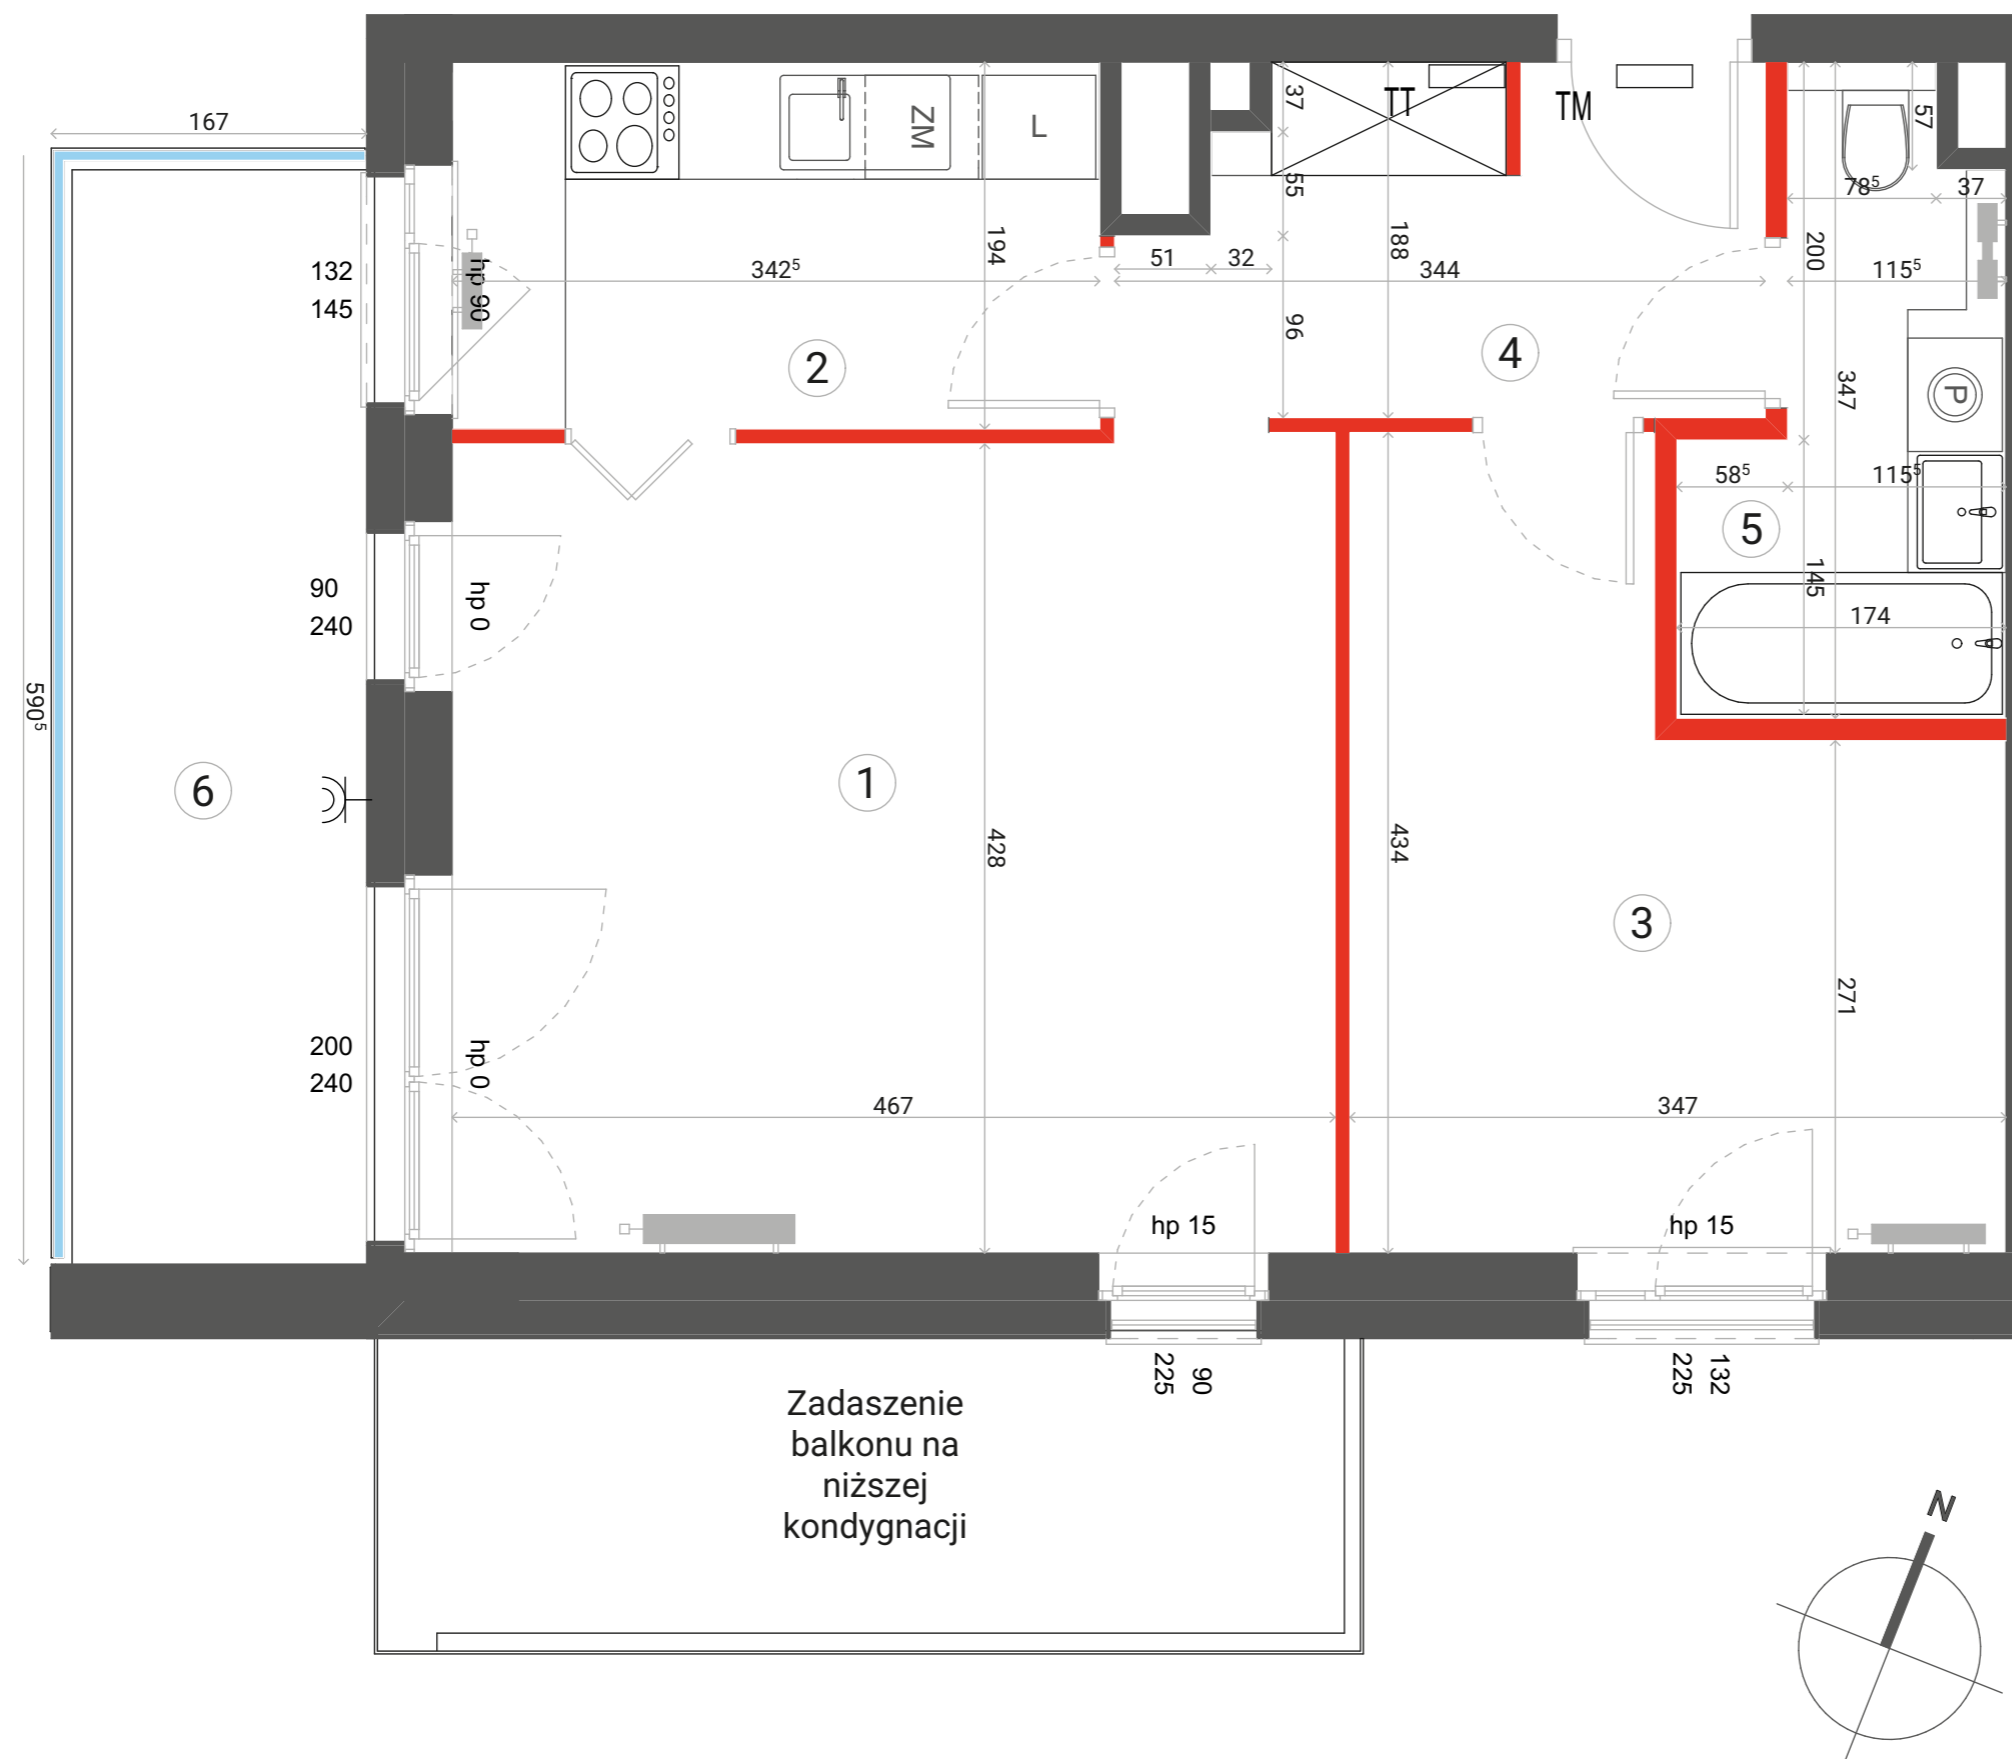 167
ZM
L
37
TT
TM
57
78⁵
37
55
132
145
hp 90
194
188
200
51
32
342⁵
344
115⁵
96
2
4
347
P
58⁵
115⁵
5
90
240
hp 0
145
174
590⁵
6
1
428
434
3
271
200
240
hp 0
467
347
hp 15
hp 15
90
225
132
225
Zadaszenie
balkonu na
niższej
kondygnacji
N